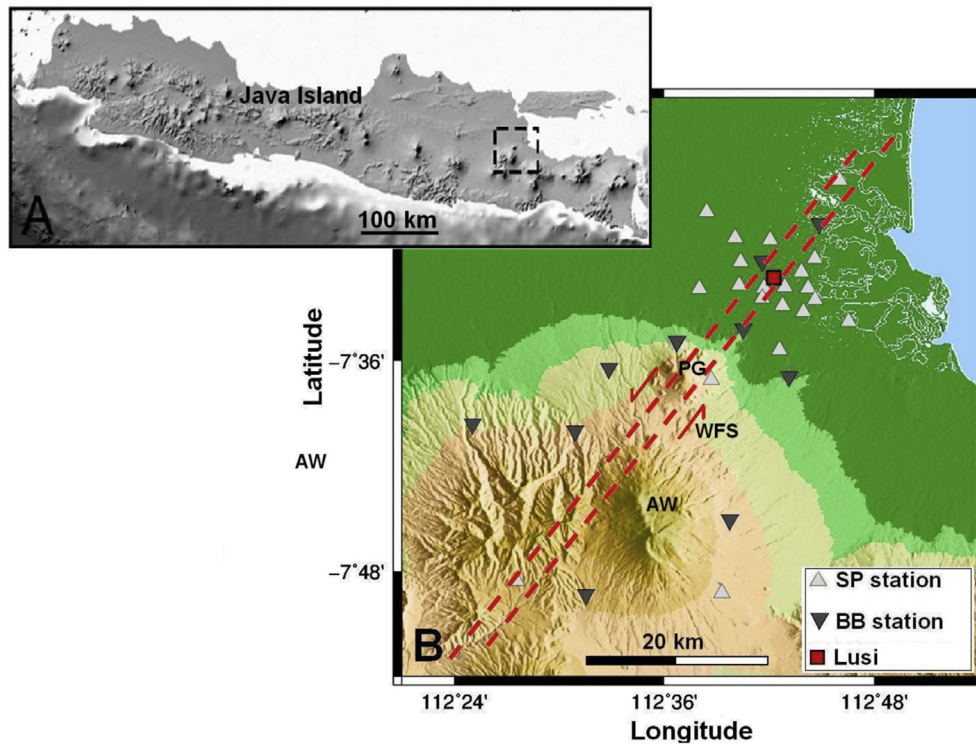 Java Island
100 km
A
Latitude
AW
−7°36'
−7°48'
PG
WFS
AW
B
20 km
SP station
BB station
Lusi
112°24'
112°36'
112°48'
Longitude